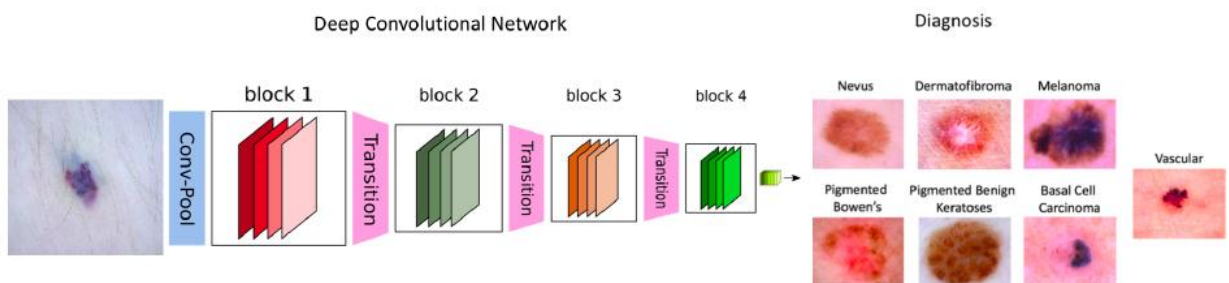 Deep Convolutional Network
Diagnosis
block 1
block 2
block 3
block 4
Conv-Pool
Transition
Transition
Transition
Nevus
Dermatofibroma
Melanoma
Vascular
Pigmented
Bowen's
Pigmented Benign
Keratoses
Basal Cell
Carcinoma